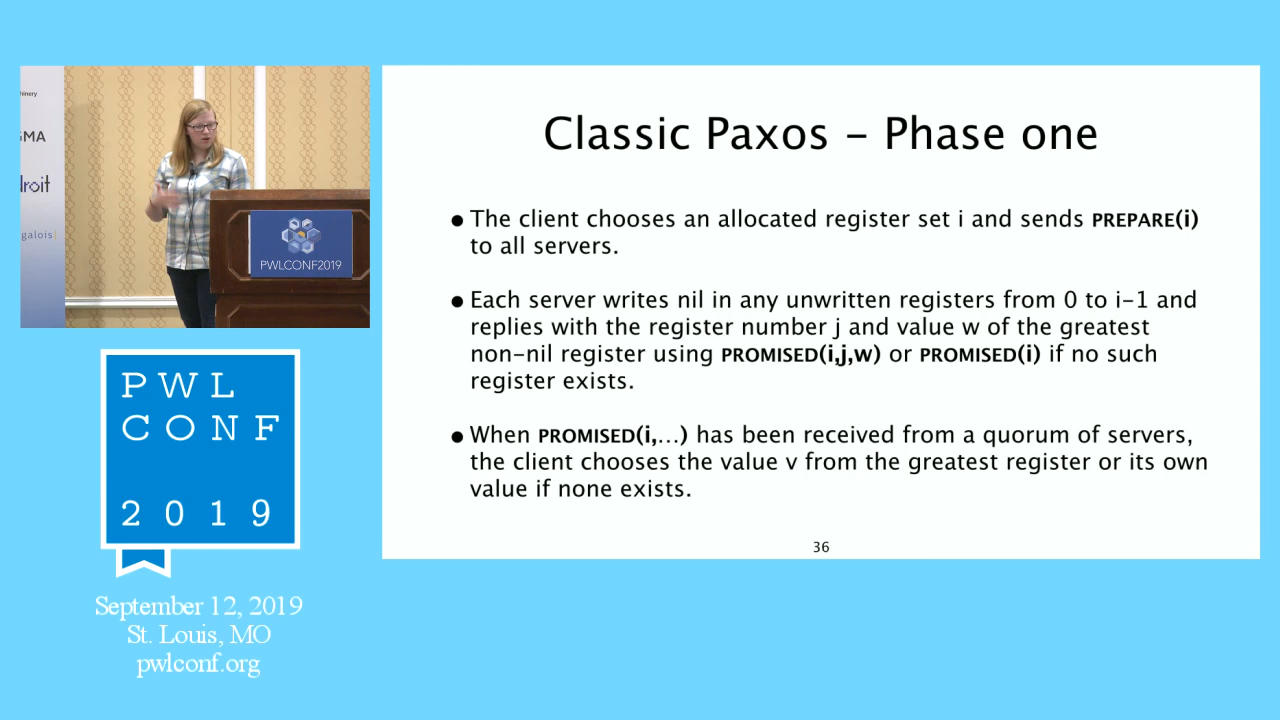 hinery
GMA
droit
galois
PWLCONF2019
PWL
CONF
2019
September 12, 2019
St. Louis, MO
pwlconf.org
Classic Paxos – Phase one
• The client chooses an allocated register set i and sends PREPARE(i)
to all servers.
• Each server writes nil in any unwritten registers from 0 to i–1 and
replies with the register number j and value w of the greatest
non–nil register using PROMISED(i,j,w) or PROMISED(i) if no such
register exists.
• When PROMISED(i,…) has been received from a quorum of servers,
the client chooses the value v from the greatest register or its own
value if none exists.
36